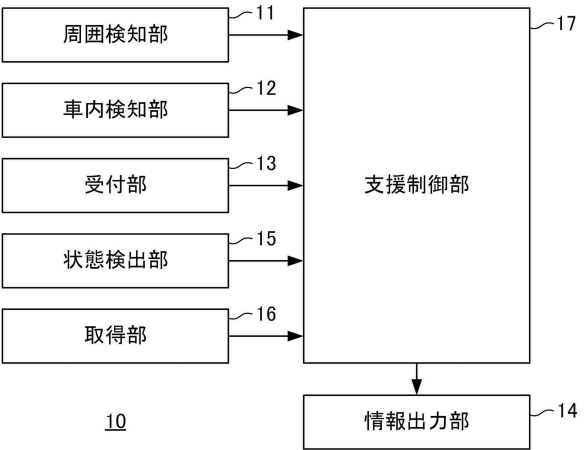 周囲検知部
11
17
車内検知部
12
受付部
13
支援制御部
状態検出部
15
取得部
16
10
情報出力部
14